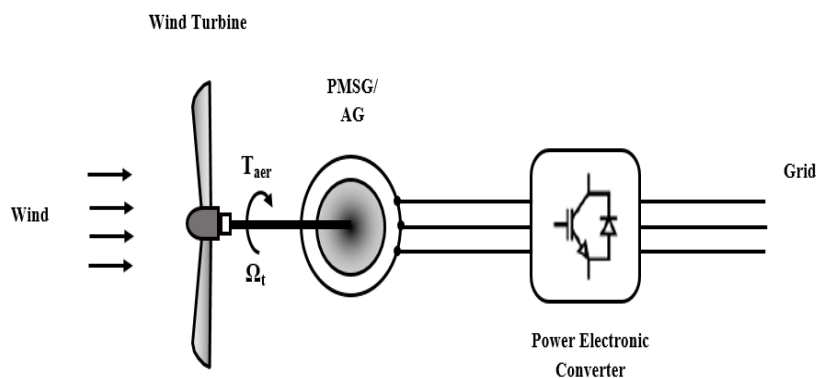 Wind Turbine
PMSG/
AG
Taer
Grid
Wind
Ωt
Power Electronic
Converter